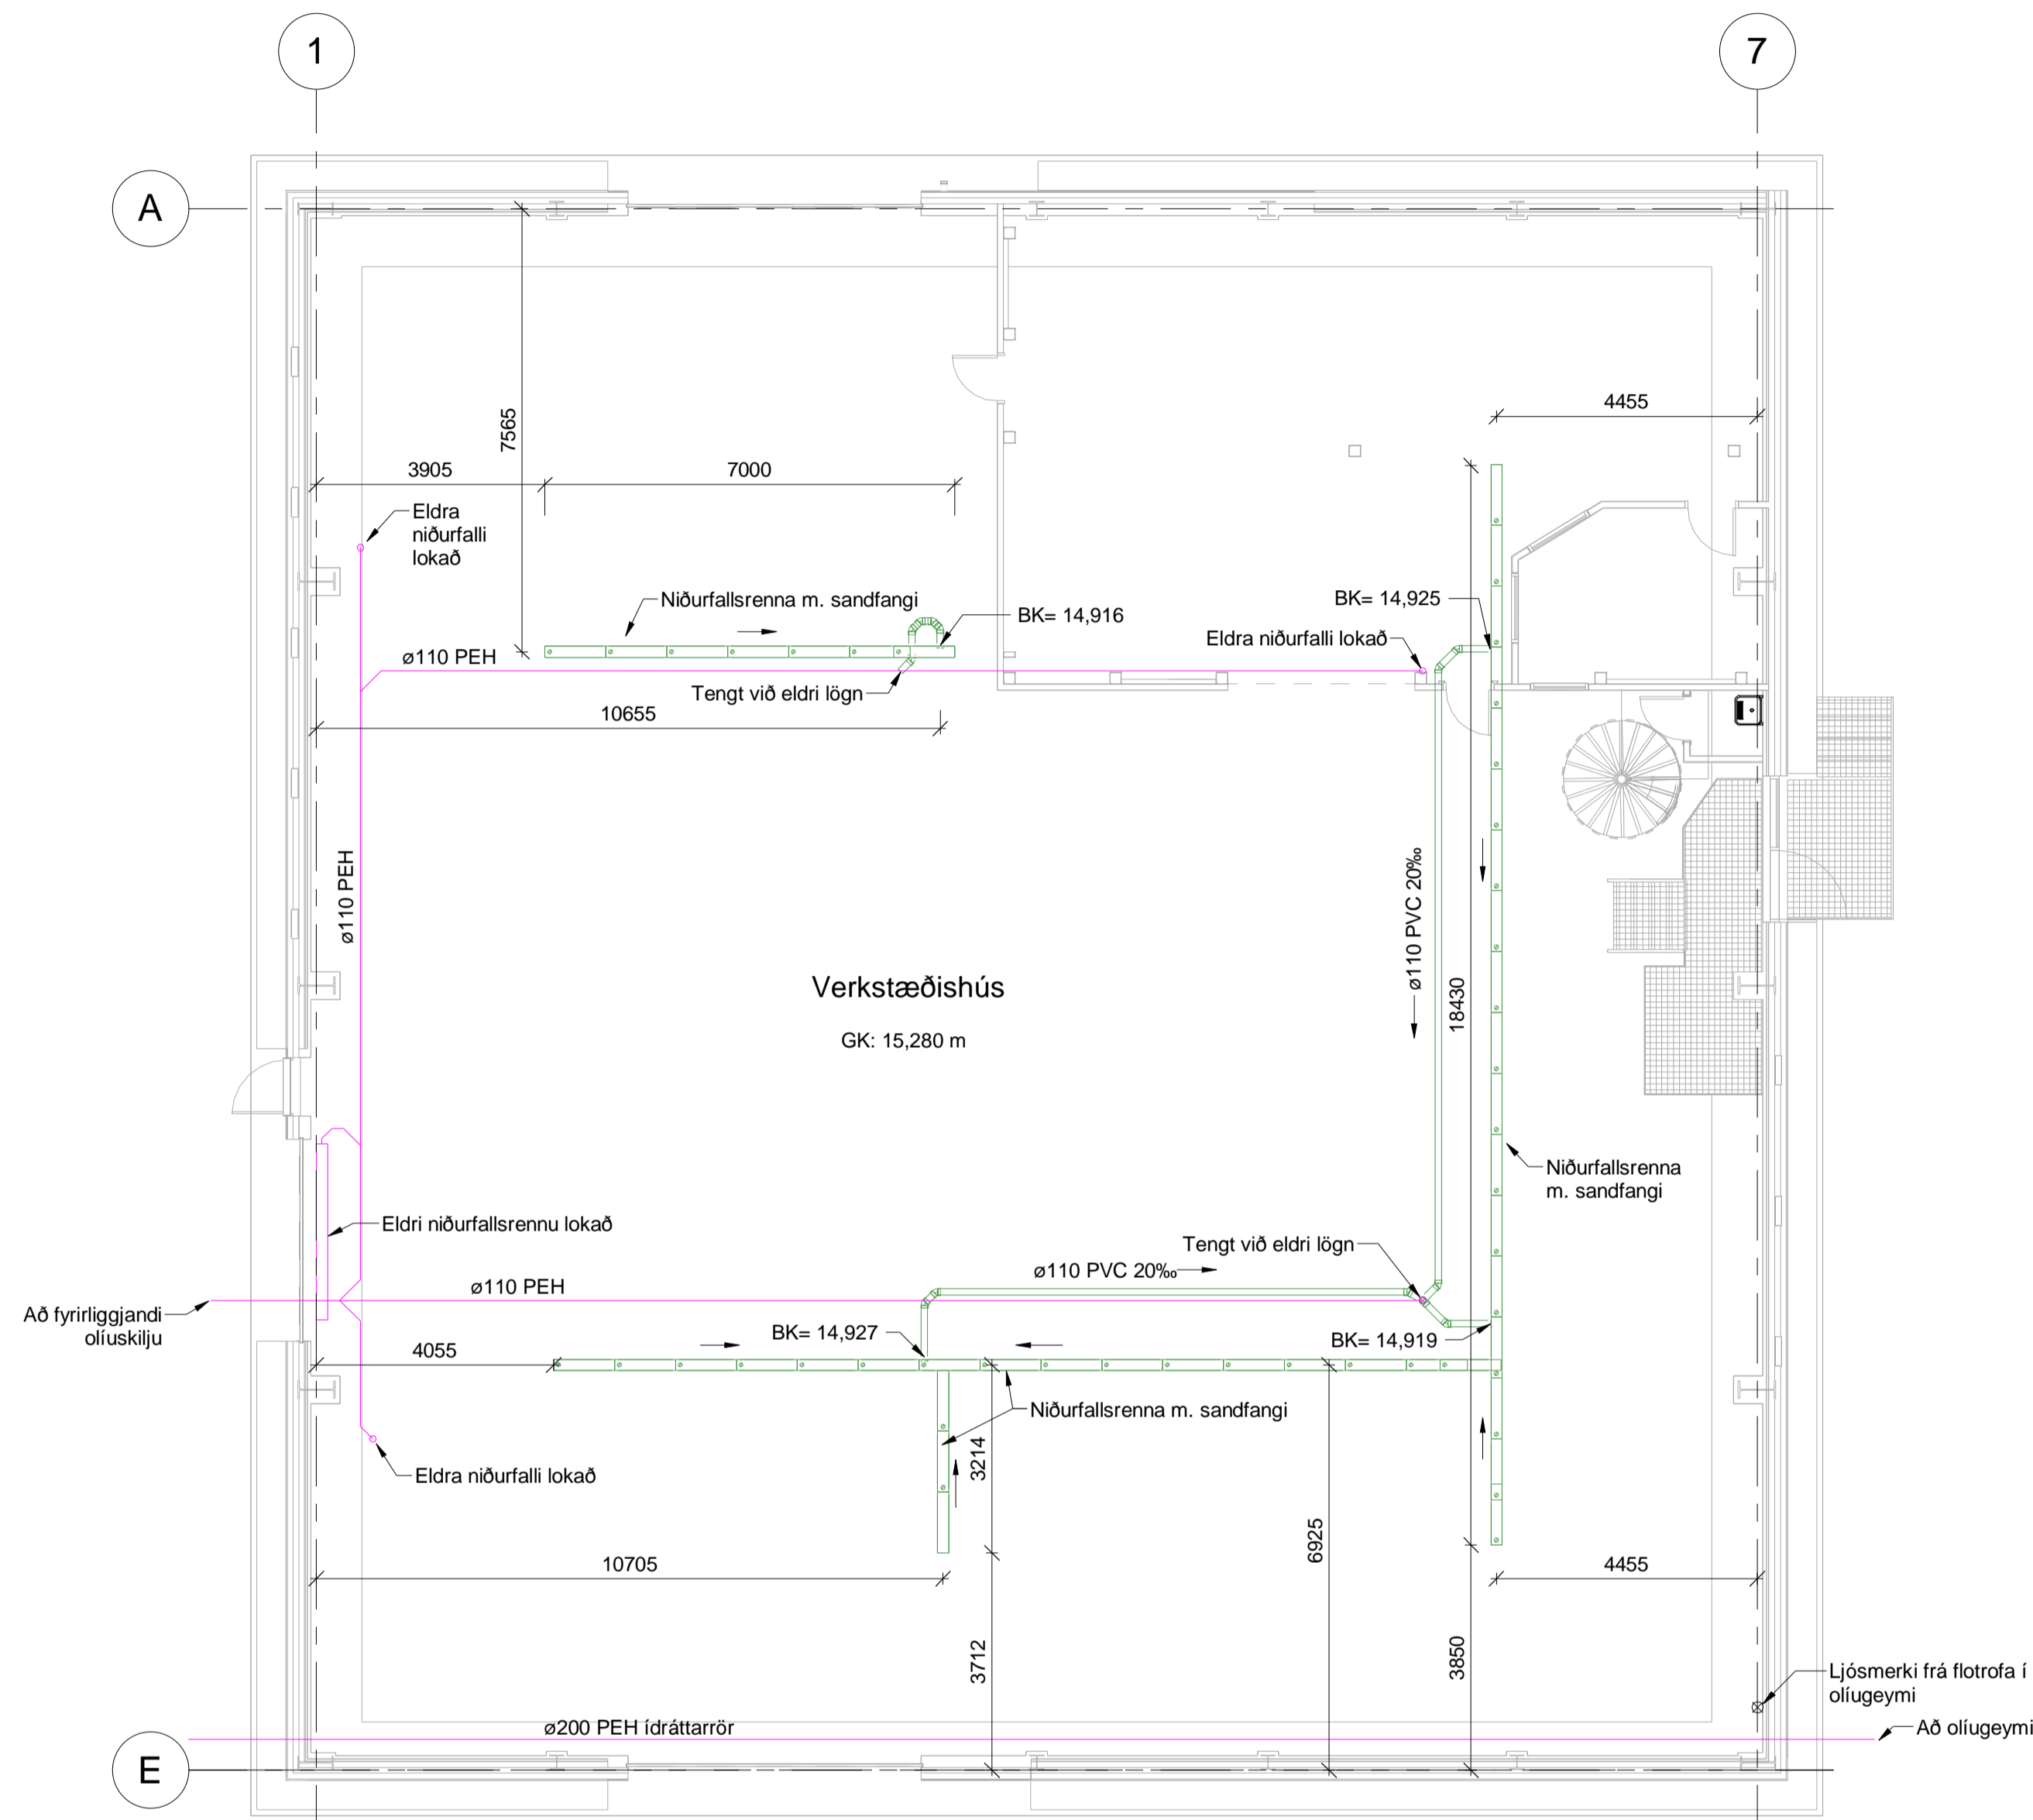 1
7
A
7565
4455
3905
7000
Eldra
niðurfalli
lokað
Niðurfallsrenna m. sandfangi
BK= 14,916
BK= 14,925
Eldra niðurfalli lokað
ø110 PEH
Tengt við eldri lögn
10655
ø110 PEH
ø110 PVC 20‰
18430
Verkstæðishús
GK: 15,280 m
Niðurfallsrenna
m. sandfangi
Eldri niðurfallsrennu lokað
Tengt við eldri lögn
ø110 PVC 20‰
ø110 PEH
Að fyrirliggjandi
olíuskilju
BK= 14,927
BK= 14,919
4055
Niðurfallsrenna m. sandfangi
3214
Eldra niðurfalli lokað
6925
10705
4455
3712
3850
Ljósmerki frá flotrofa í
olíugeymi
ø200 PEH ídráttarrör
Að olíugeymi
E